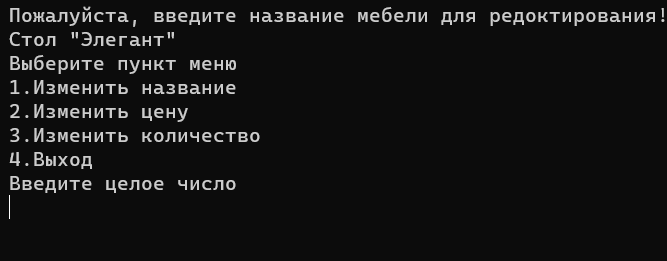 Пожалуйста, введите название мебели для редоктирования!
Стол "Элегант"
Выберите пункт меню
1.Изменить название
2.Изменить цену
3.Изменить количество
4.Выход
Введите целое число